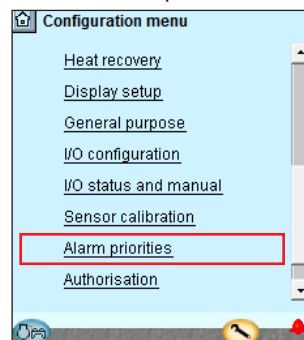 Configuration menu
Heat recovery
Display setup
General purpose
I/O configuration
I/O status and manual
Sensor calibration
Alarm priorities
Authorisation